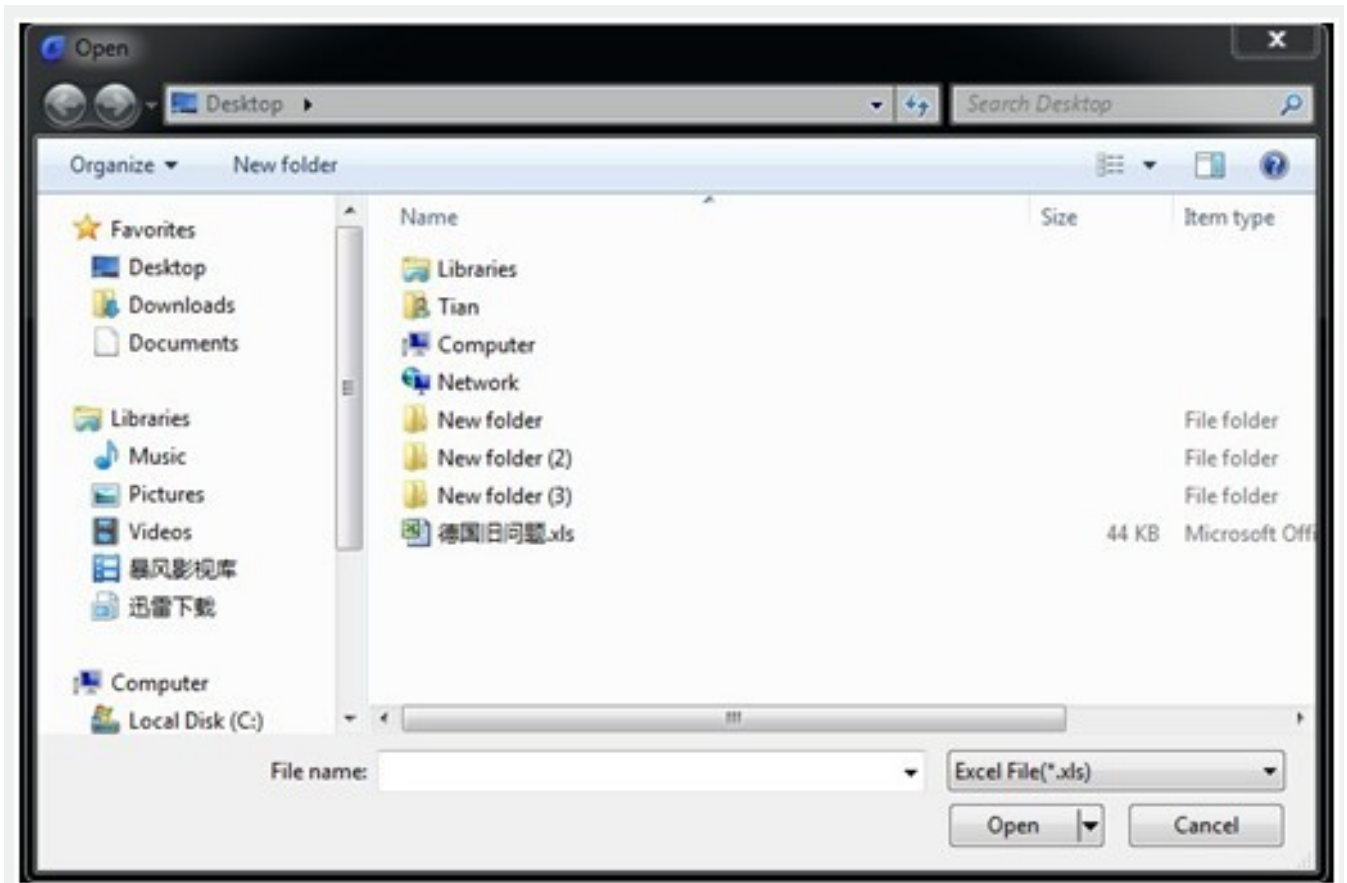 Open
Desktop
Search Desktop
Organize
New folder
Name
Size
Item type
Favorites
Desktop
Downloads
Documents
Libraries
Music
Pictures
Videos
暴风影视库
迅雷下载
Computer
Local Disk (C:)
Libraries
Tian
Computer
Network
New folder File folder
New folder (2) File folder
New folder (3) File folder
德国旧问题.xls 44 KB Microsoft Offi
File name:
Excel File(*.xls)
Open
Cancel